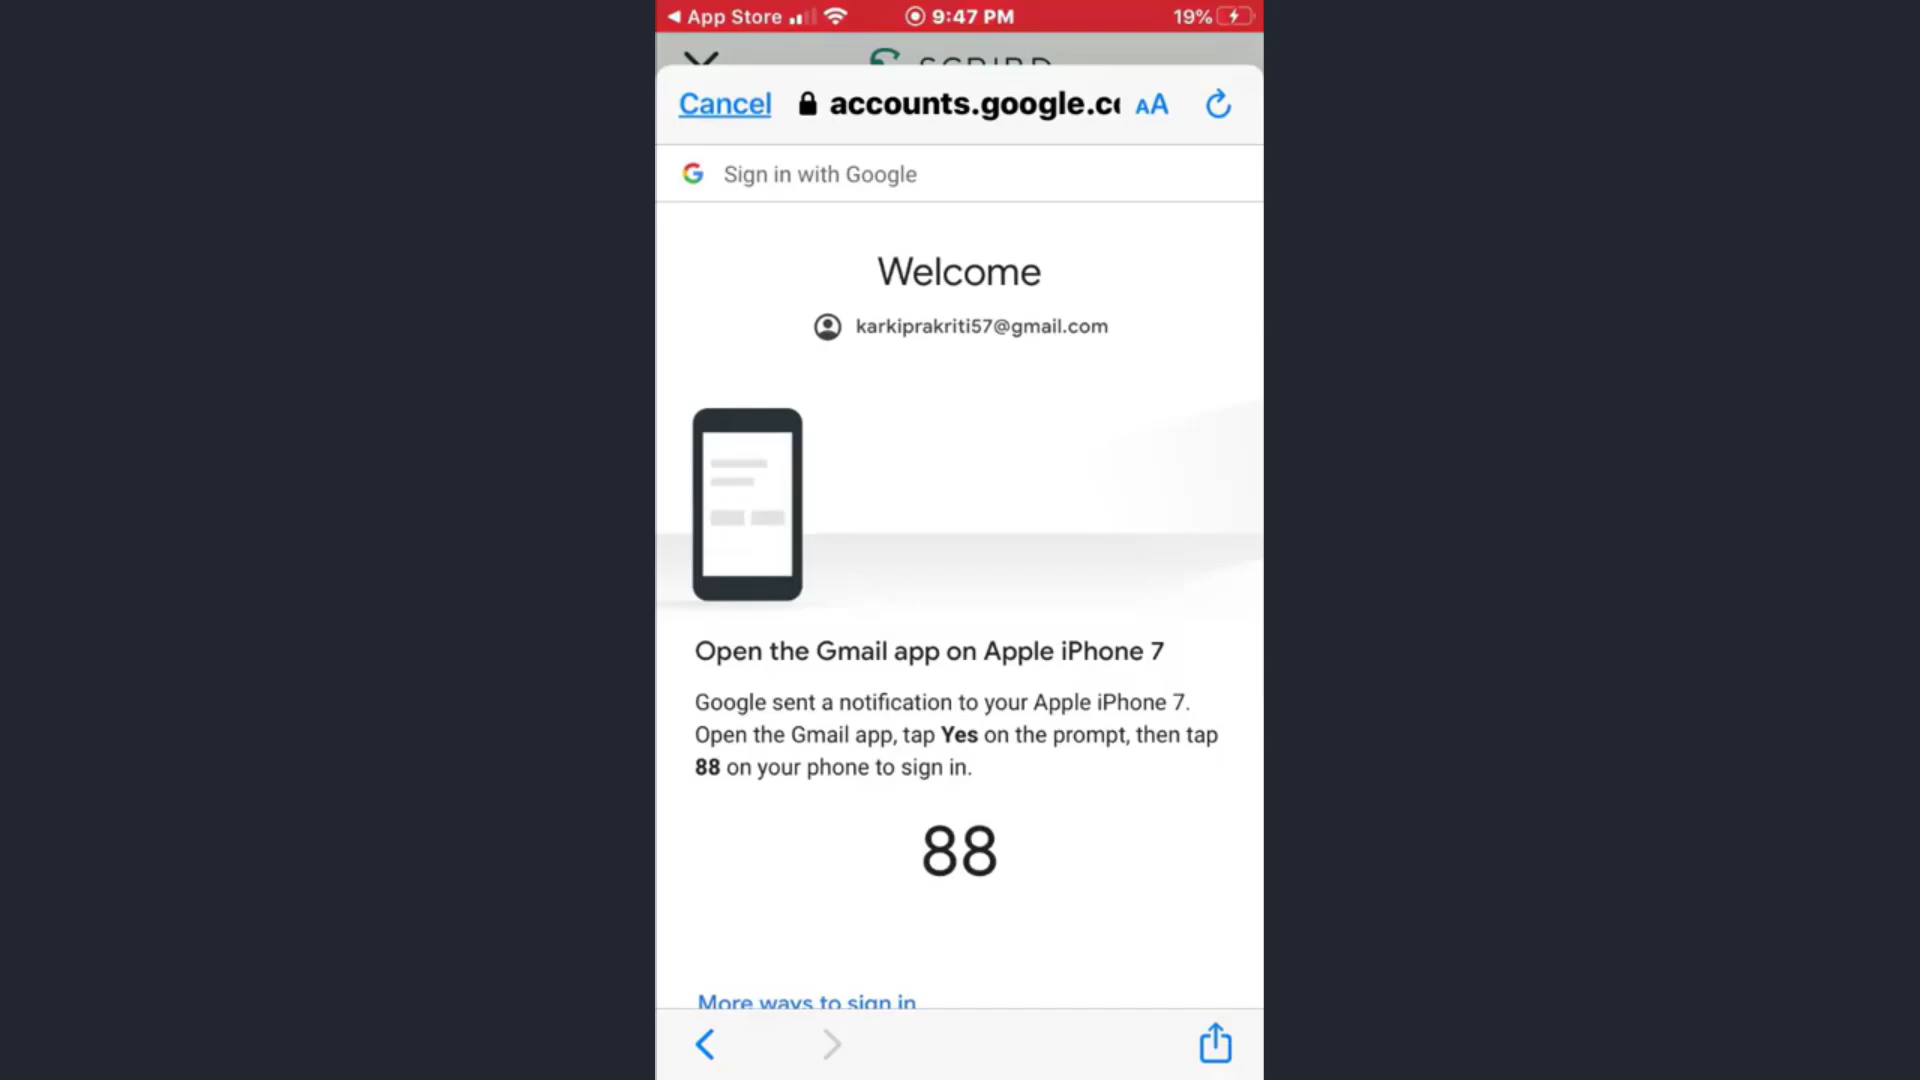 App Store 9:47 PM 19%
SCRIBD
Cancel accounts.google.co AA
Sign in with Google
Welcome
karkiprakriti57@gmail.com
Open the Gmail app on Apple iPhone 7
Google sent a notification to your Apple iPhone 7.
Open the Gmail app, tap Yes on the prompt, then tap
88 on your phone to sign in.
88
More ways to sign in